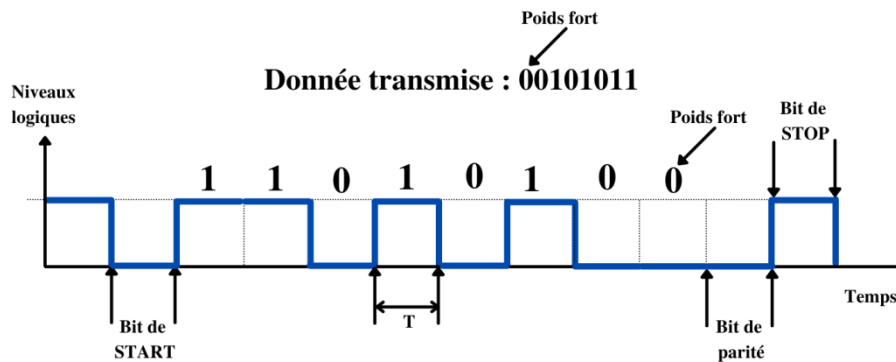 Poids fort
Donnée transmise : 00101011
Niveaux
logiques
Poids fort
Bit de
STOP
1 1 0 1 0 1 0 0
Temps
T
Bit de
START
Bit de
parité